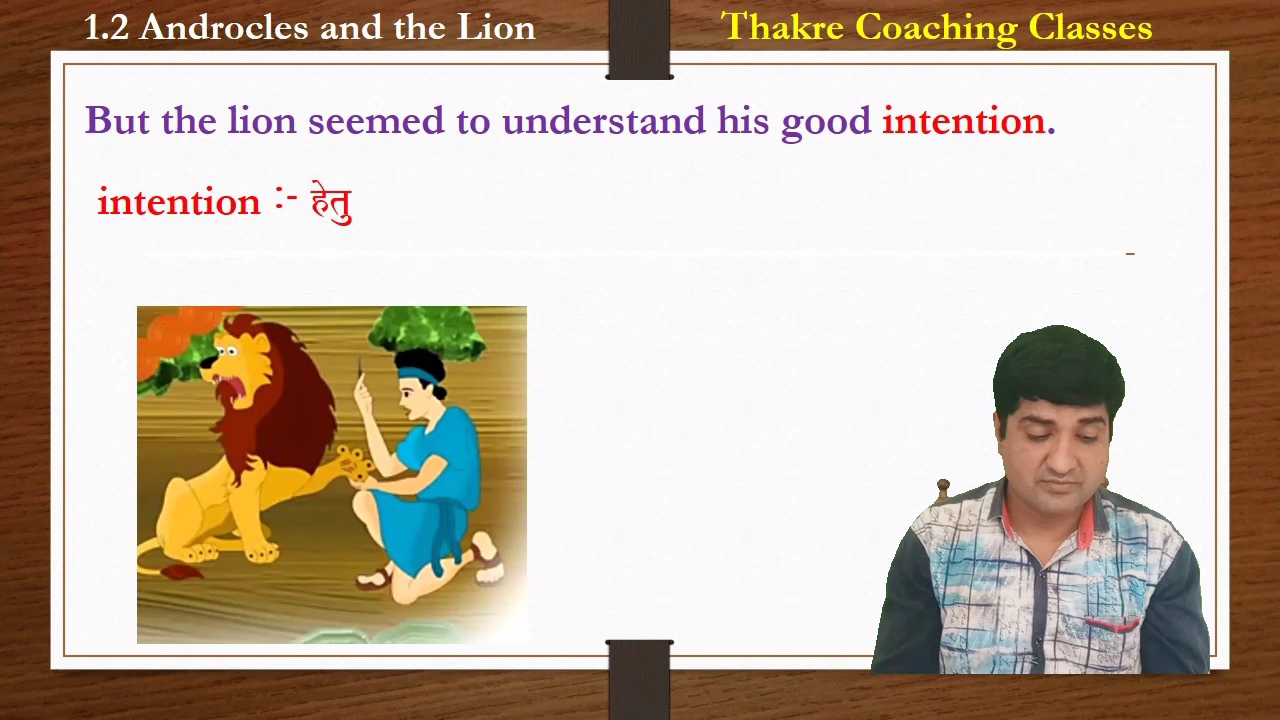 1.2 Androcles and the Lion
Thakre Coaching Classes
But the lion seemed to understand his good intention.
intention :- हेतु